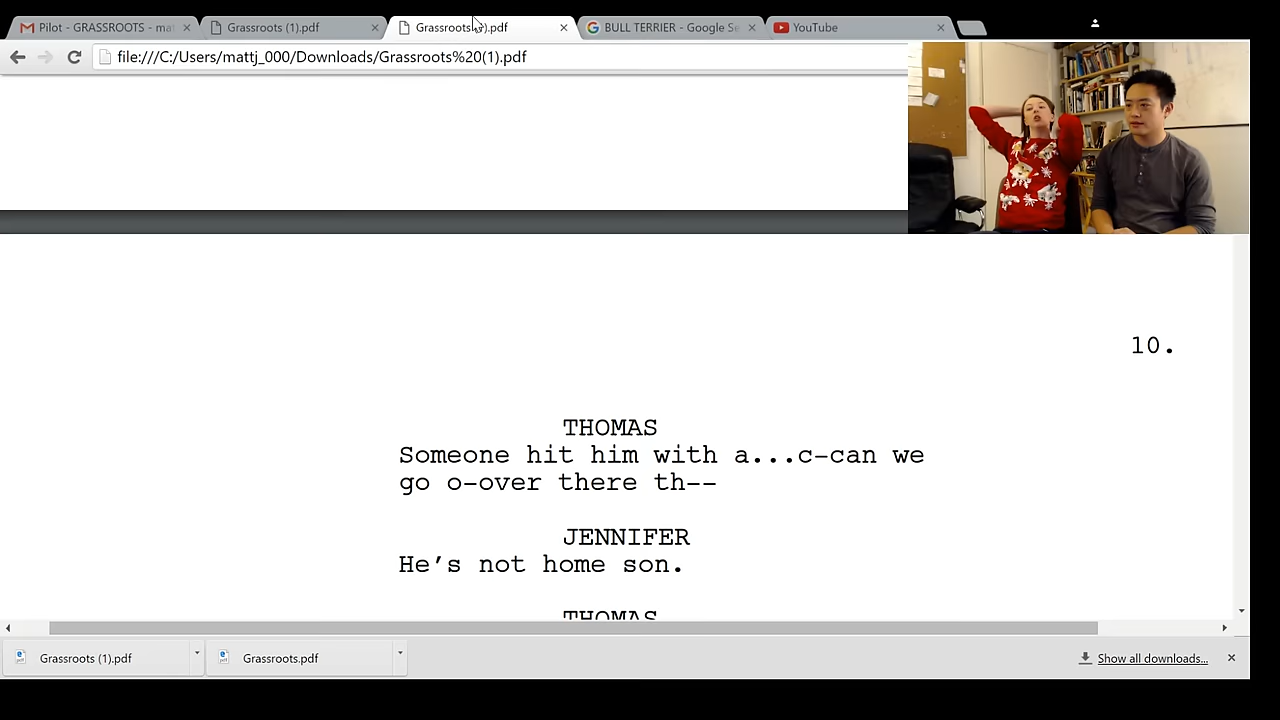 Pilot - GRASSROOTS - ma
Grassroots (1).pdf
Grassroots .pdf
BULL TERRIER - Google Se
YouTube
file:///C:/Users/mattj_000/Downloads/Grassroots%20(1).pdf
10.
THOMAS
Someone hit him with a...c-can we
go o-over there th--
JENNIFER
He's not home son.
THOMAS
Grassroots (1).pdf
Grassroots.pdf
Show all downloads...